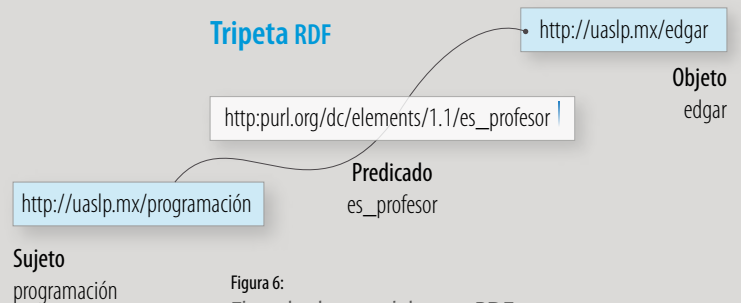 Tripeta RDF
http://uaslp.mx/edgar
Objeto
edgar
http:purl.org/dc/elements/1.1/es_profesor
Predicado
es_profesor
http://uaslp.mx/programación
Sujeto
programación
Figura 6: